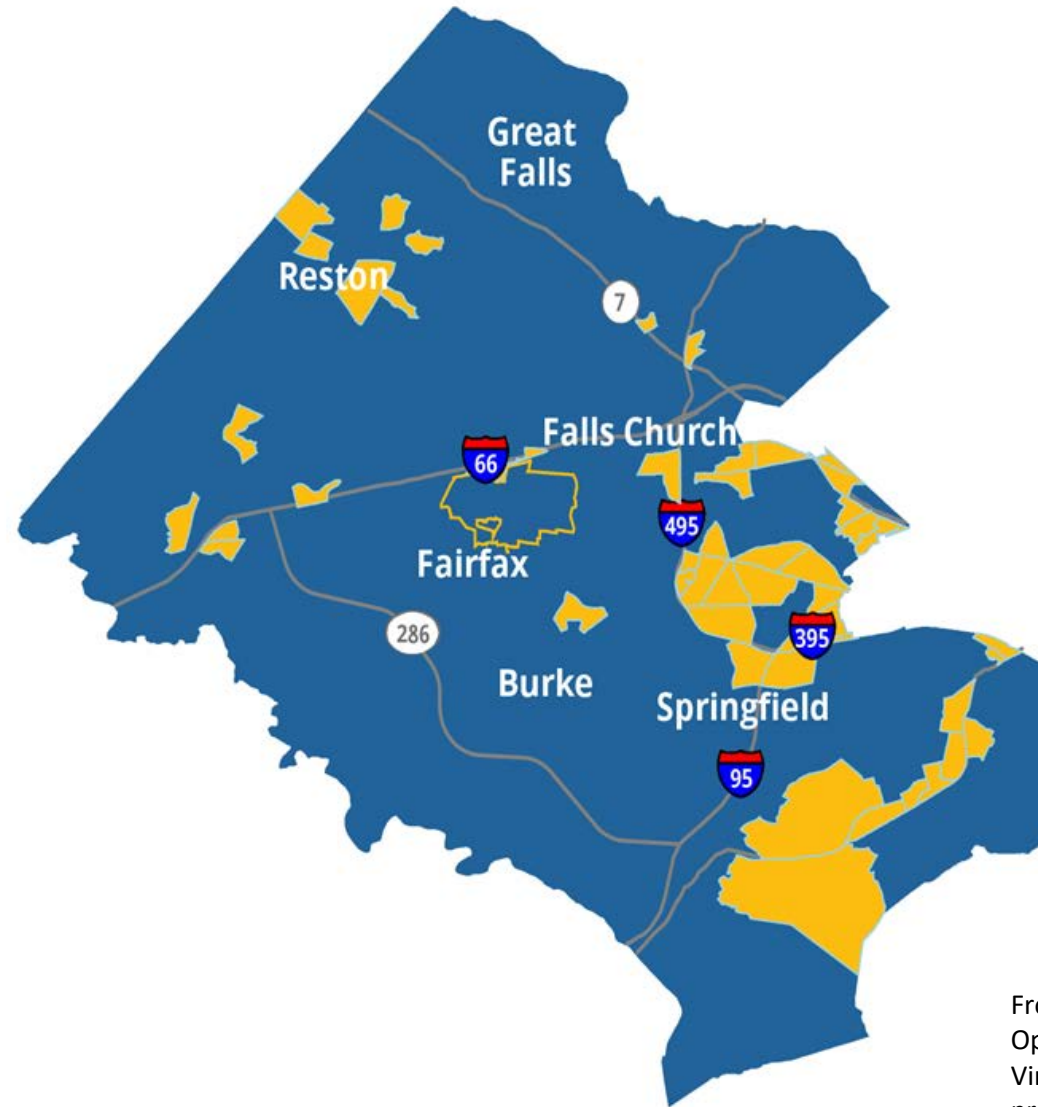 Great
Falls
Reston
7
Falls Church
66
495
Fairfax
286
395
Burke
Springfield
95